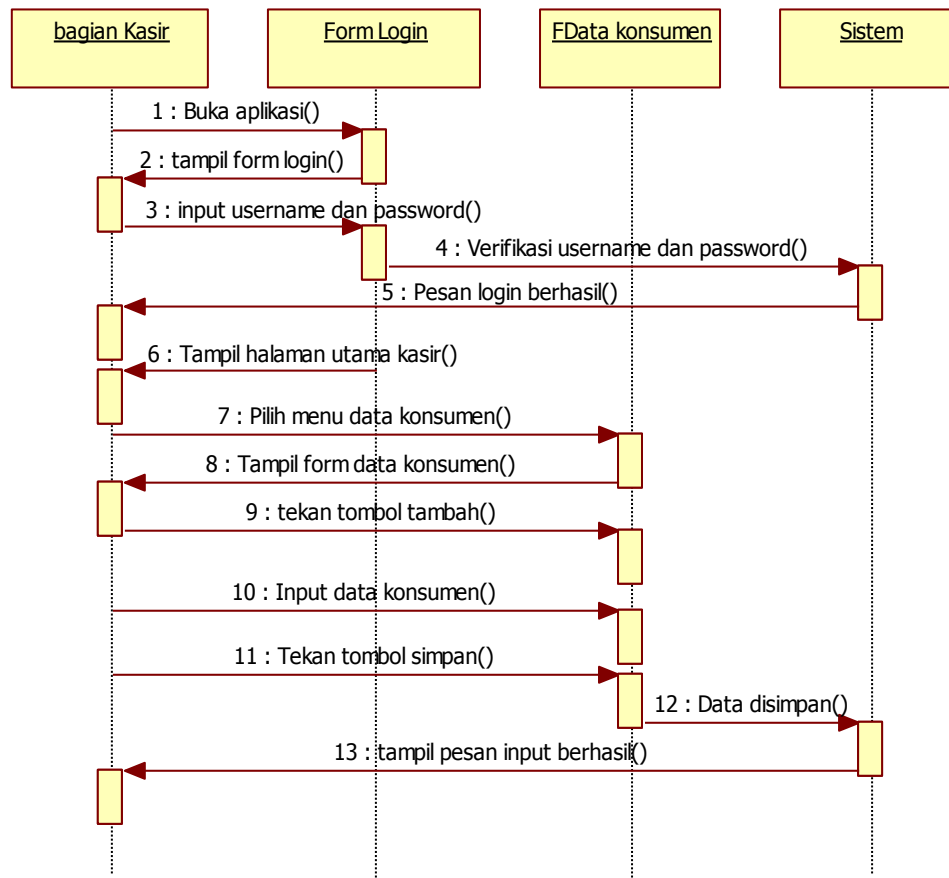 bagian Kasir
Form Login
FData konsumen
Sistem
1 : Buka aplikasi()
2 : tampil form login()
3 : input username dan password()
4 : Verifikasi username dan password()
5 : Pesan login berhasil()
6 : Tampil halaman utama kasir()
7 : Pilih menu data konsumen()
8 : Tampil form data konsumen()
9 : tekan tombol tambah()
10 : Input data konsumen()
11 : Tekan tombol simpan()
12 : Data disimpan()
13 : tampil pesan input berhasil()